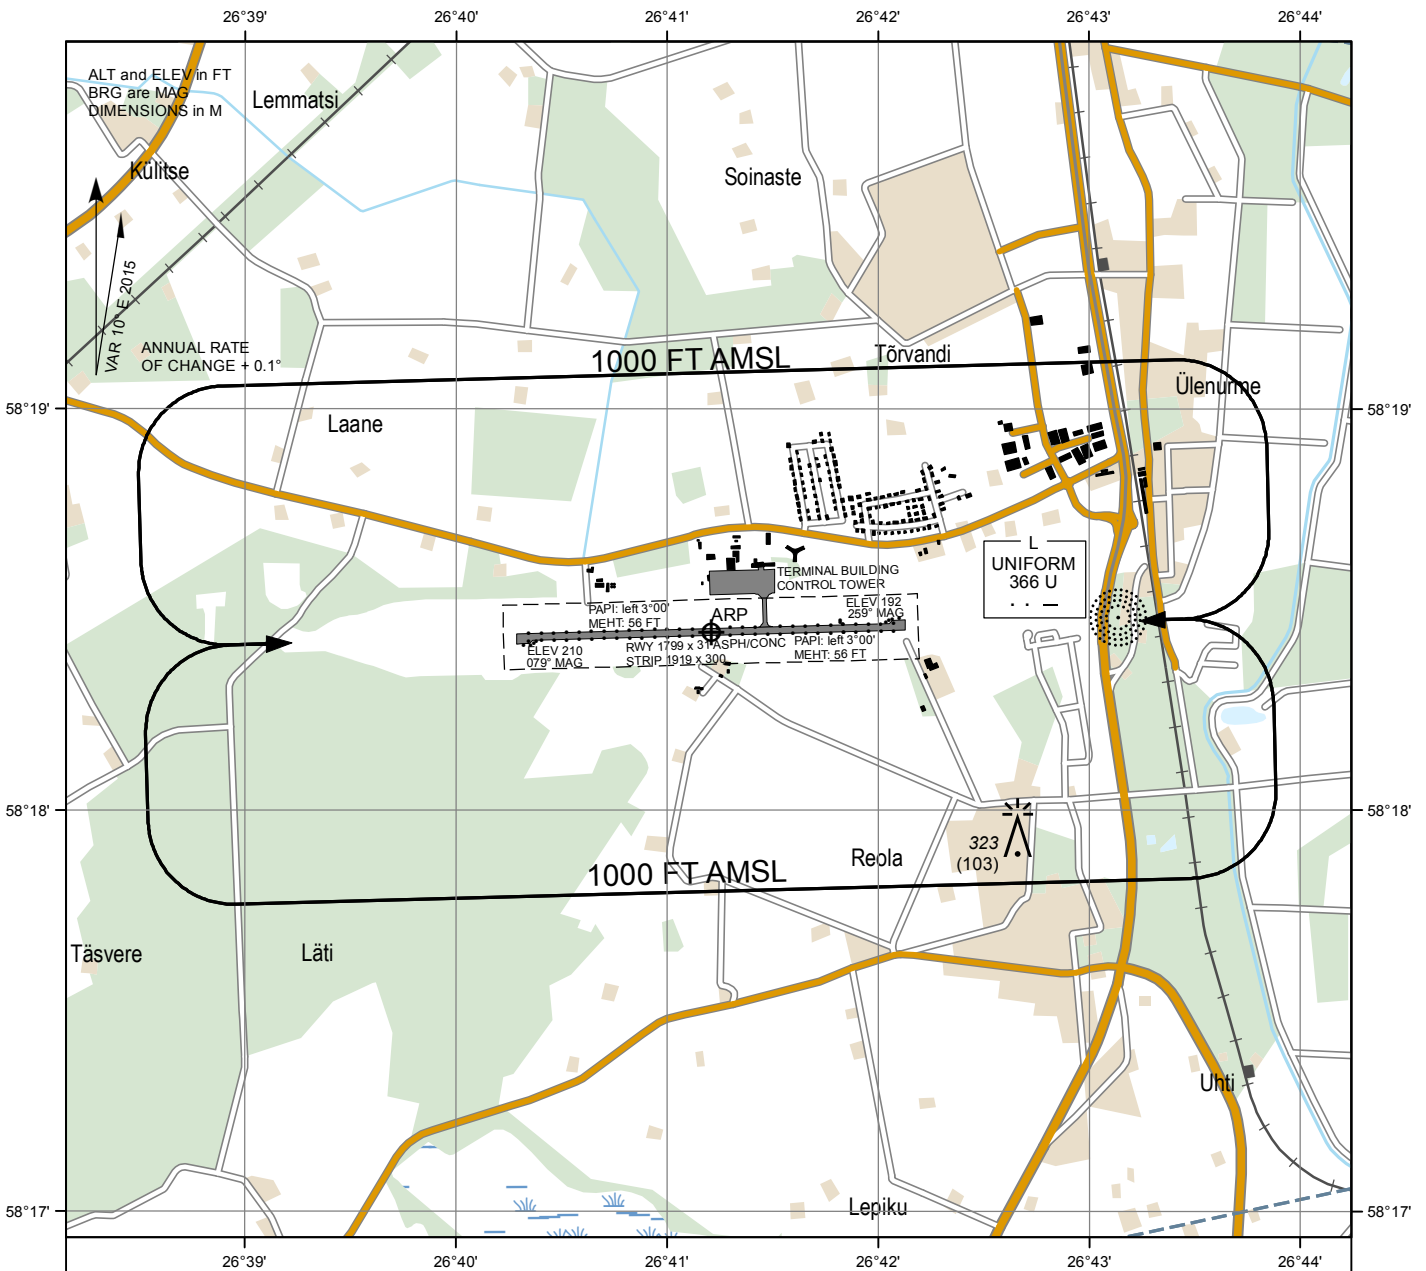 26°39'
26°40'
26°41'
26°42'
26°43'
26°44'
ALT and ELEV in FT
BRG are MAG
DIMENSIONS in M
Lemmatsi
Külitse
Soinaste
VAR 10° E 2015
ANNUAL RATE
OF CHANGE + 0.1°
1000 FT AMSL
Tõrvandi
Ülenurme
58°19'
58°19'
Laane
L
UNIFORM
366 U
· · —
TERMINAL BUILDING
CONTROL TOWER
PAPI: left 3°00'
MEHT: 56 FT
ARP
ELEV 192
259° MAG
ELEV 210
079° MAG
RWY 1799 x 31 ASPH/CONC
STRIP 1919 x 300
PAPI: left 3°00'
MEHT: 56 FT
58°18'
58°18'
323
(103)
Reola
1000 FT AMSL
Täsvere
Läti
Uhti
Lepiku
58°17'
58°17'
26°39'
26°40'
26°41'
26°42'
26°43'
26°44'